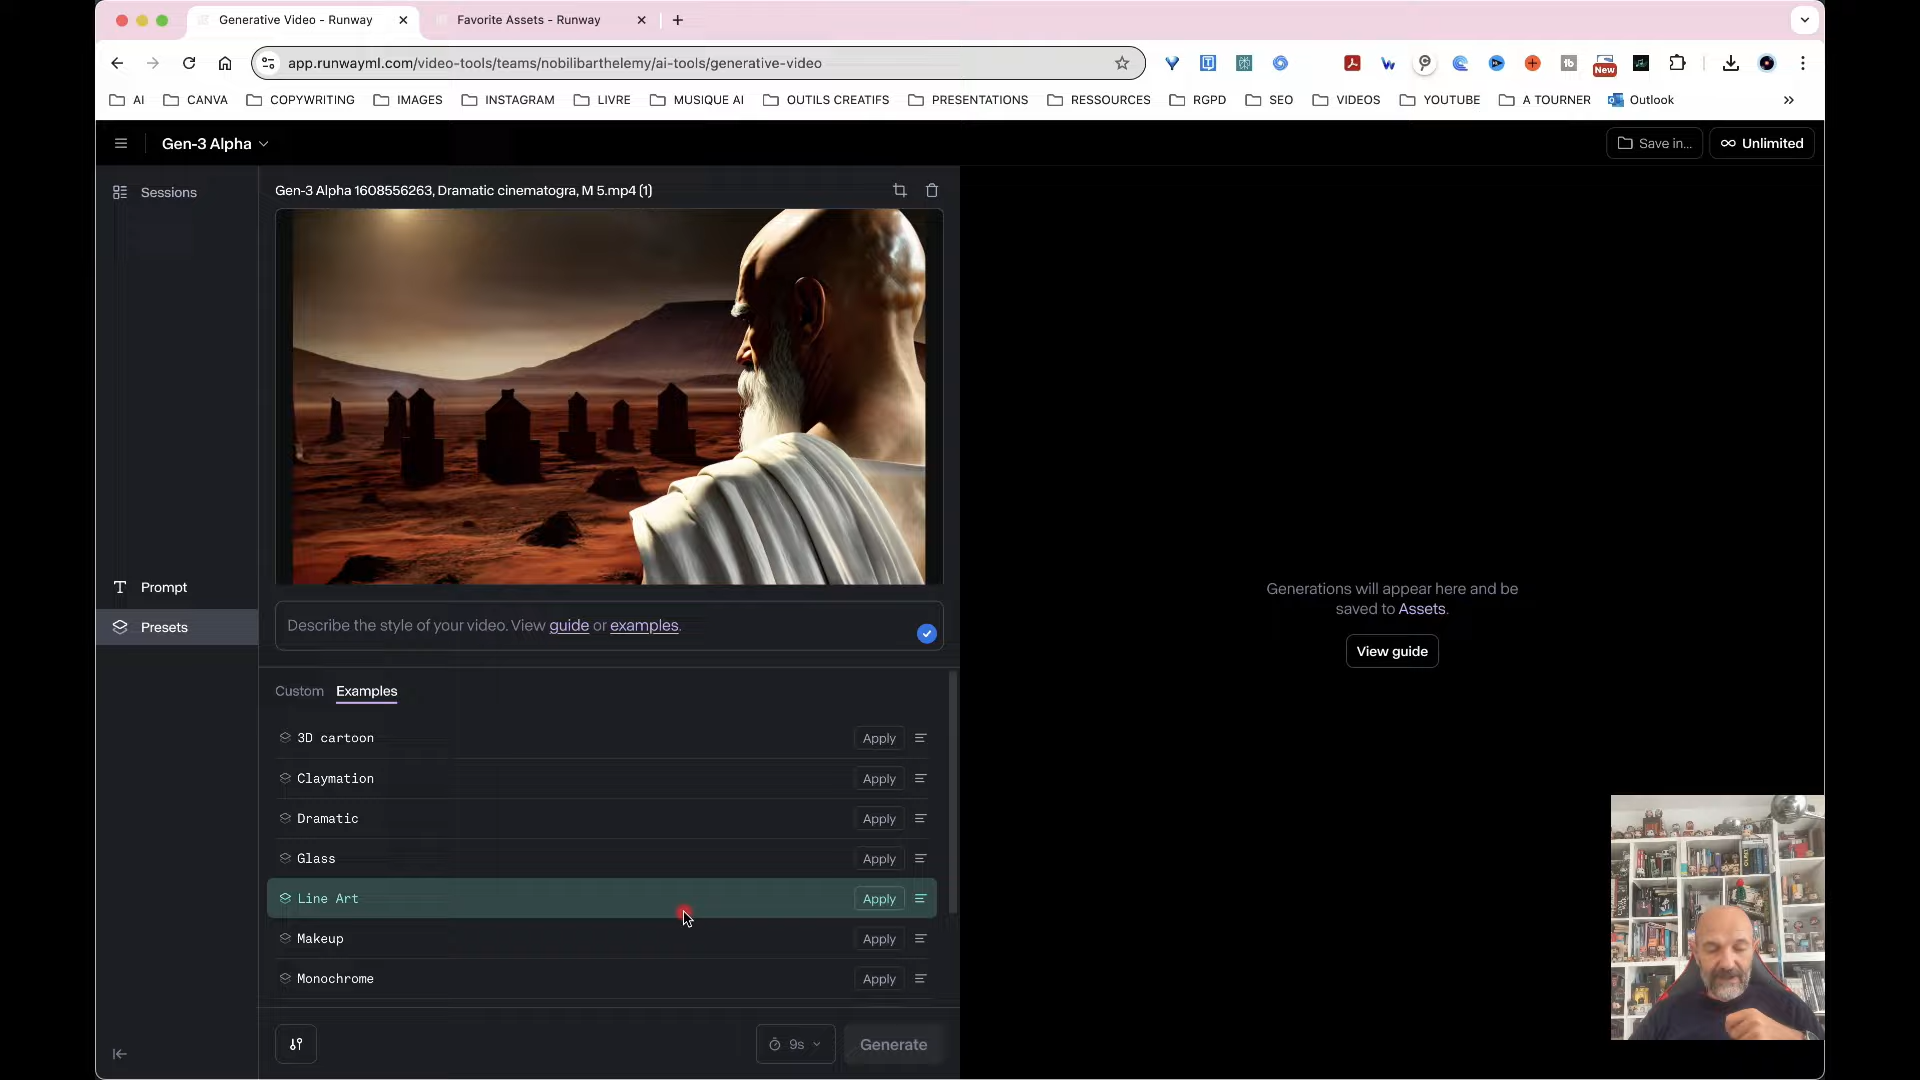 Generative Video - Runway
Favorite Assets - Runway
app.runwayml.com/video-tools/teams/nobilibarthelemy/ai-tools/generative-video
New
AI
CANVA
COPYWRITING
IMAGES
INSTAGRAM
LIVRE
MUSIQUE AI
OUTILS CREATIFS
PRESENTATIONS
RESSOURCES
RGPD
SEO
VIDEOS
YOUTUBE
A TOURNER
Outlook
Gen-3 Alpha
Save in...
Unlimited
Sessions
Gen-3 Alpha 1608556263, Dramatic cinematogra, M 5.mp4 (1)
Prompt
Presets
Describe the style of your video. View guide or examples.
Generations will appear here and be
saved to Assets.
View guide
Custom
Examples
3D cartoon
Apply
Claymation
Apply
Dramatic
Apply
Glass
Apply
Line Art
Apply
Makeup
Apply
Monochrome
Apply
9s
Generate